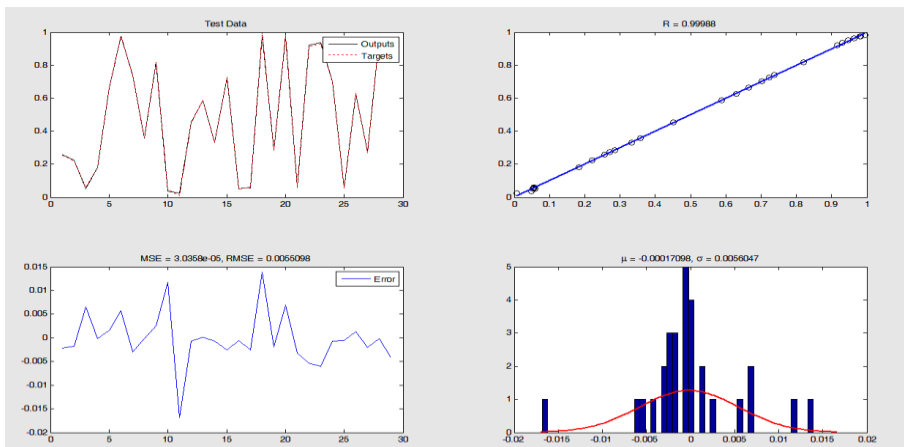 Test Data
1
0.8
0.6
0.4
0.2
0
0 5 10 15 20 25 30
Outputs
Targets
R = 0.99988
1
0.8
0.6
0.4
0.2
0
0 0.1 0.2 0.3 0.4 0.5 0.6 0.7 0.8 0.9 1
MSE = 3.0358e-05, RMSE = 0.0055098
0.015
0.01
0.005
0
-0.005
-0.01
-0.015
-0.02
0 5 10 15 20 25 30
Error
μ = -0.00017098, σ = 0.0056047
5
4
3
2
1
0
-0.02 -0.015 -0.01 -0.005 0 0.005 0.01 0.015 0.02